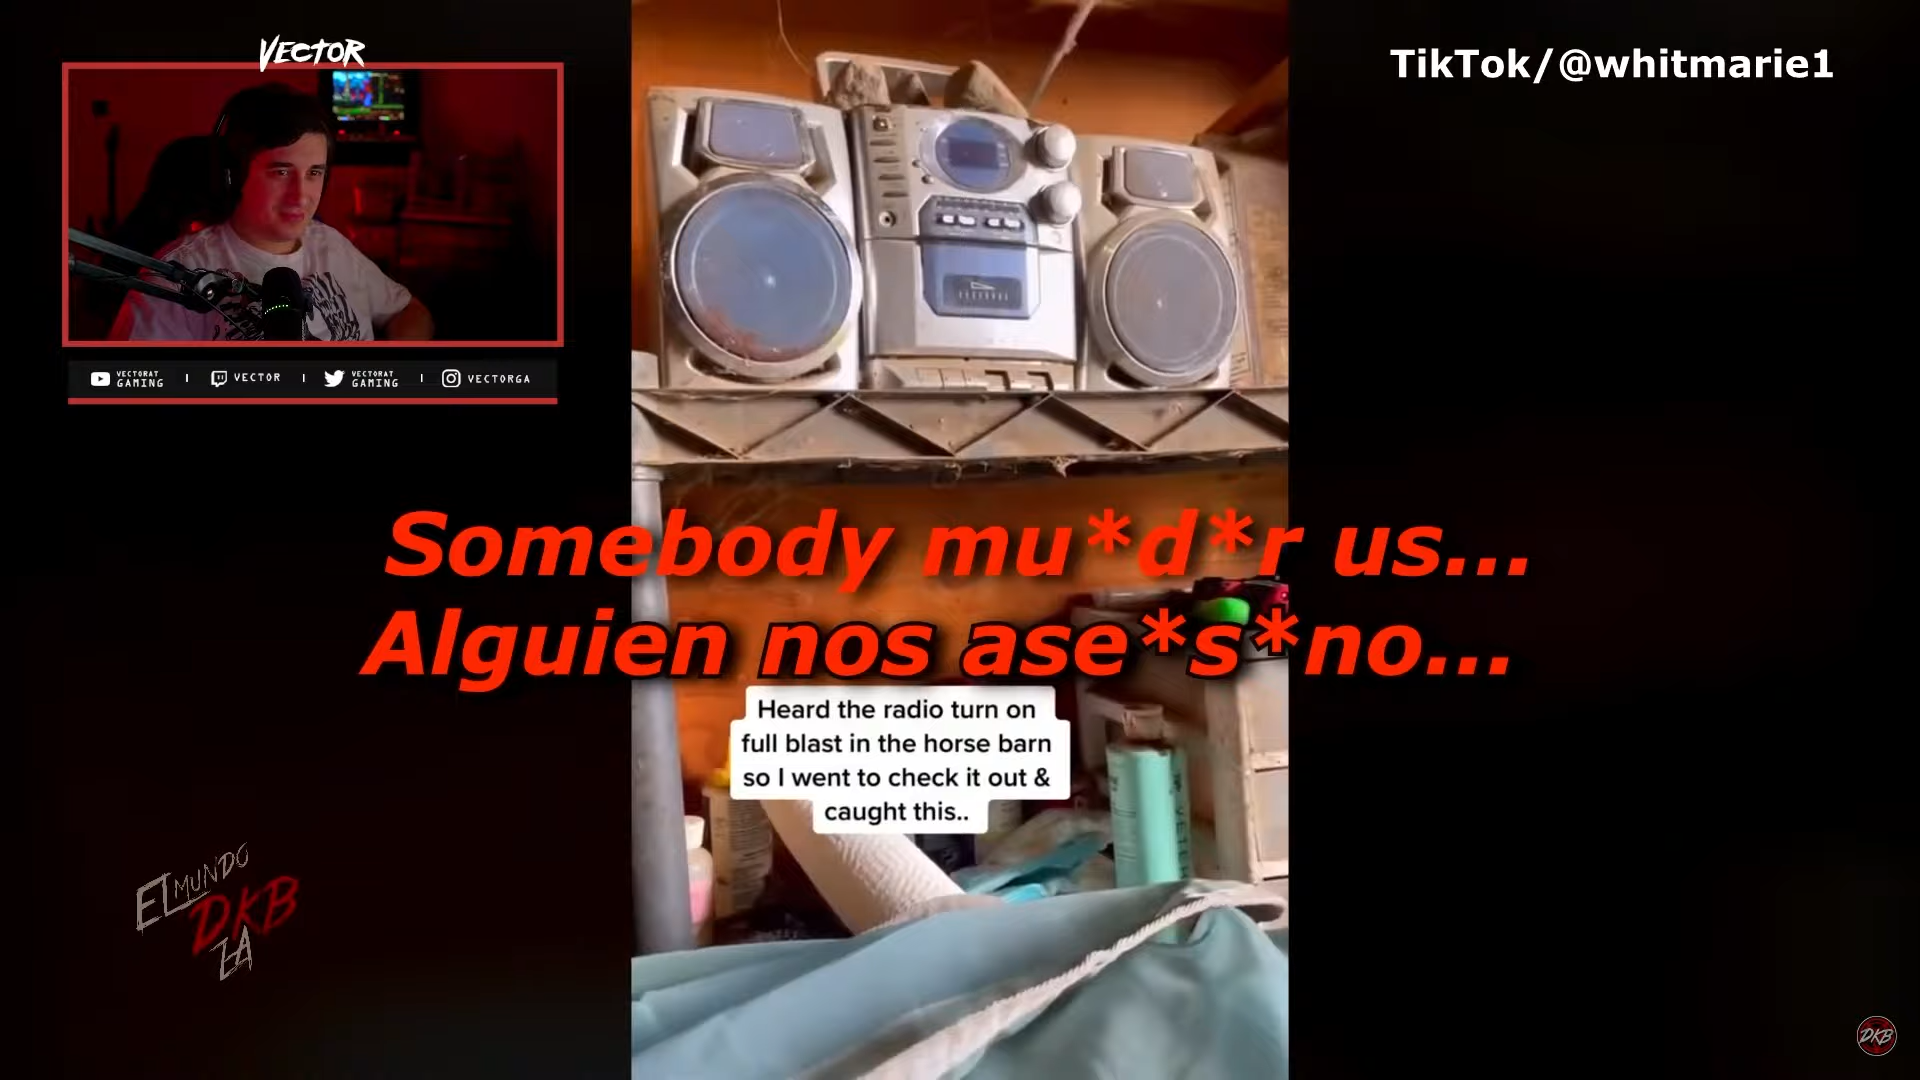 VECTOR
TikTok/@whitmarie1
VECTORAT GAMING
VECTOR
VECTORAT GAMING
VECTORGA
Somebody mu*d*r us...
Alguien nos ase*s*no...
Heard the radio turn on
full blast in the horse barn
so I went to check it out &
caught this..
EL MUNDO
DKB
ZA
DKB